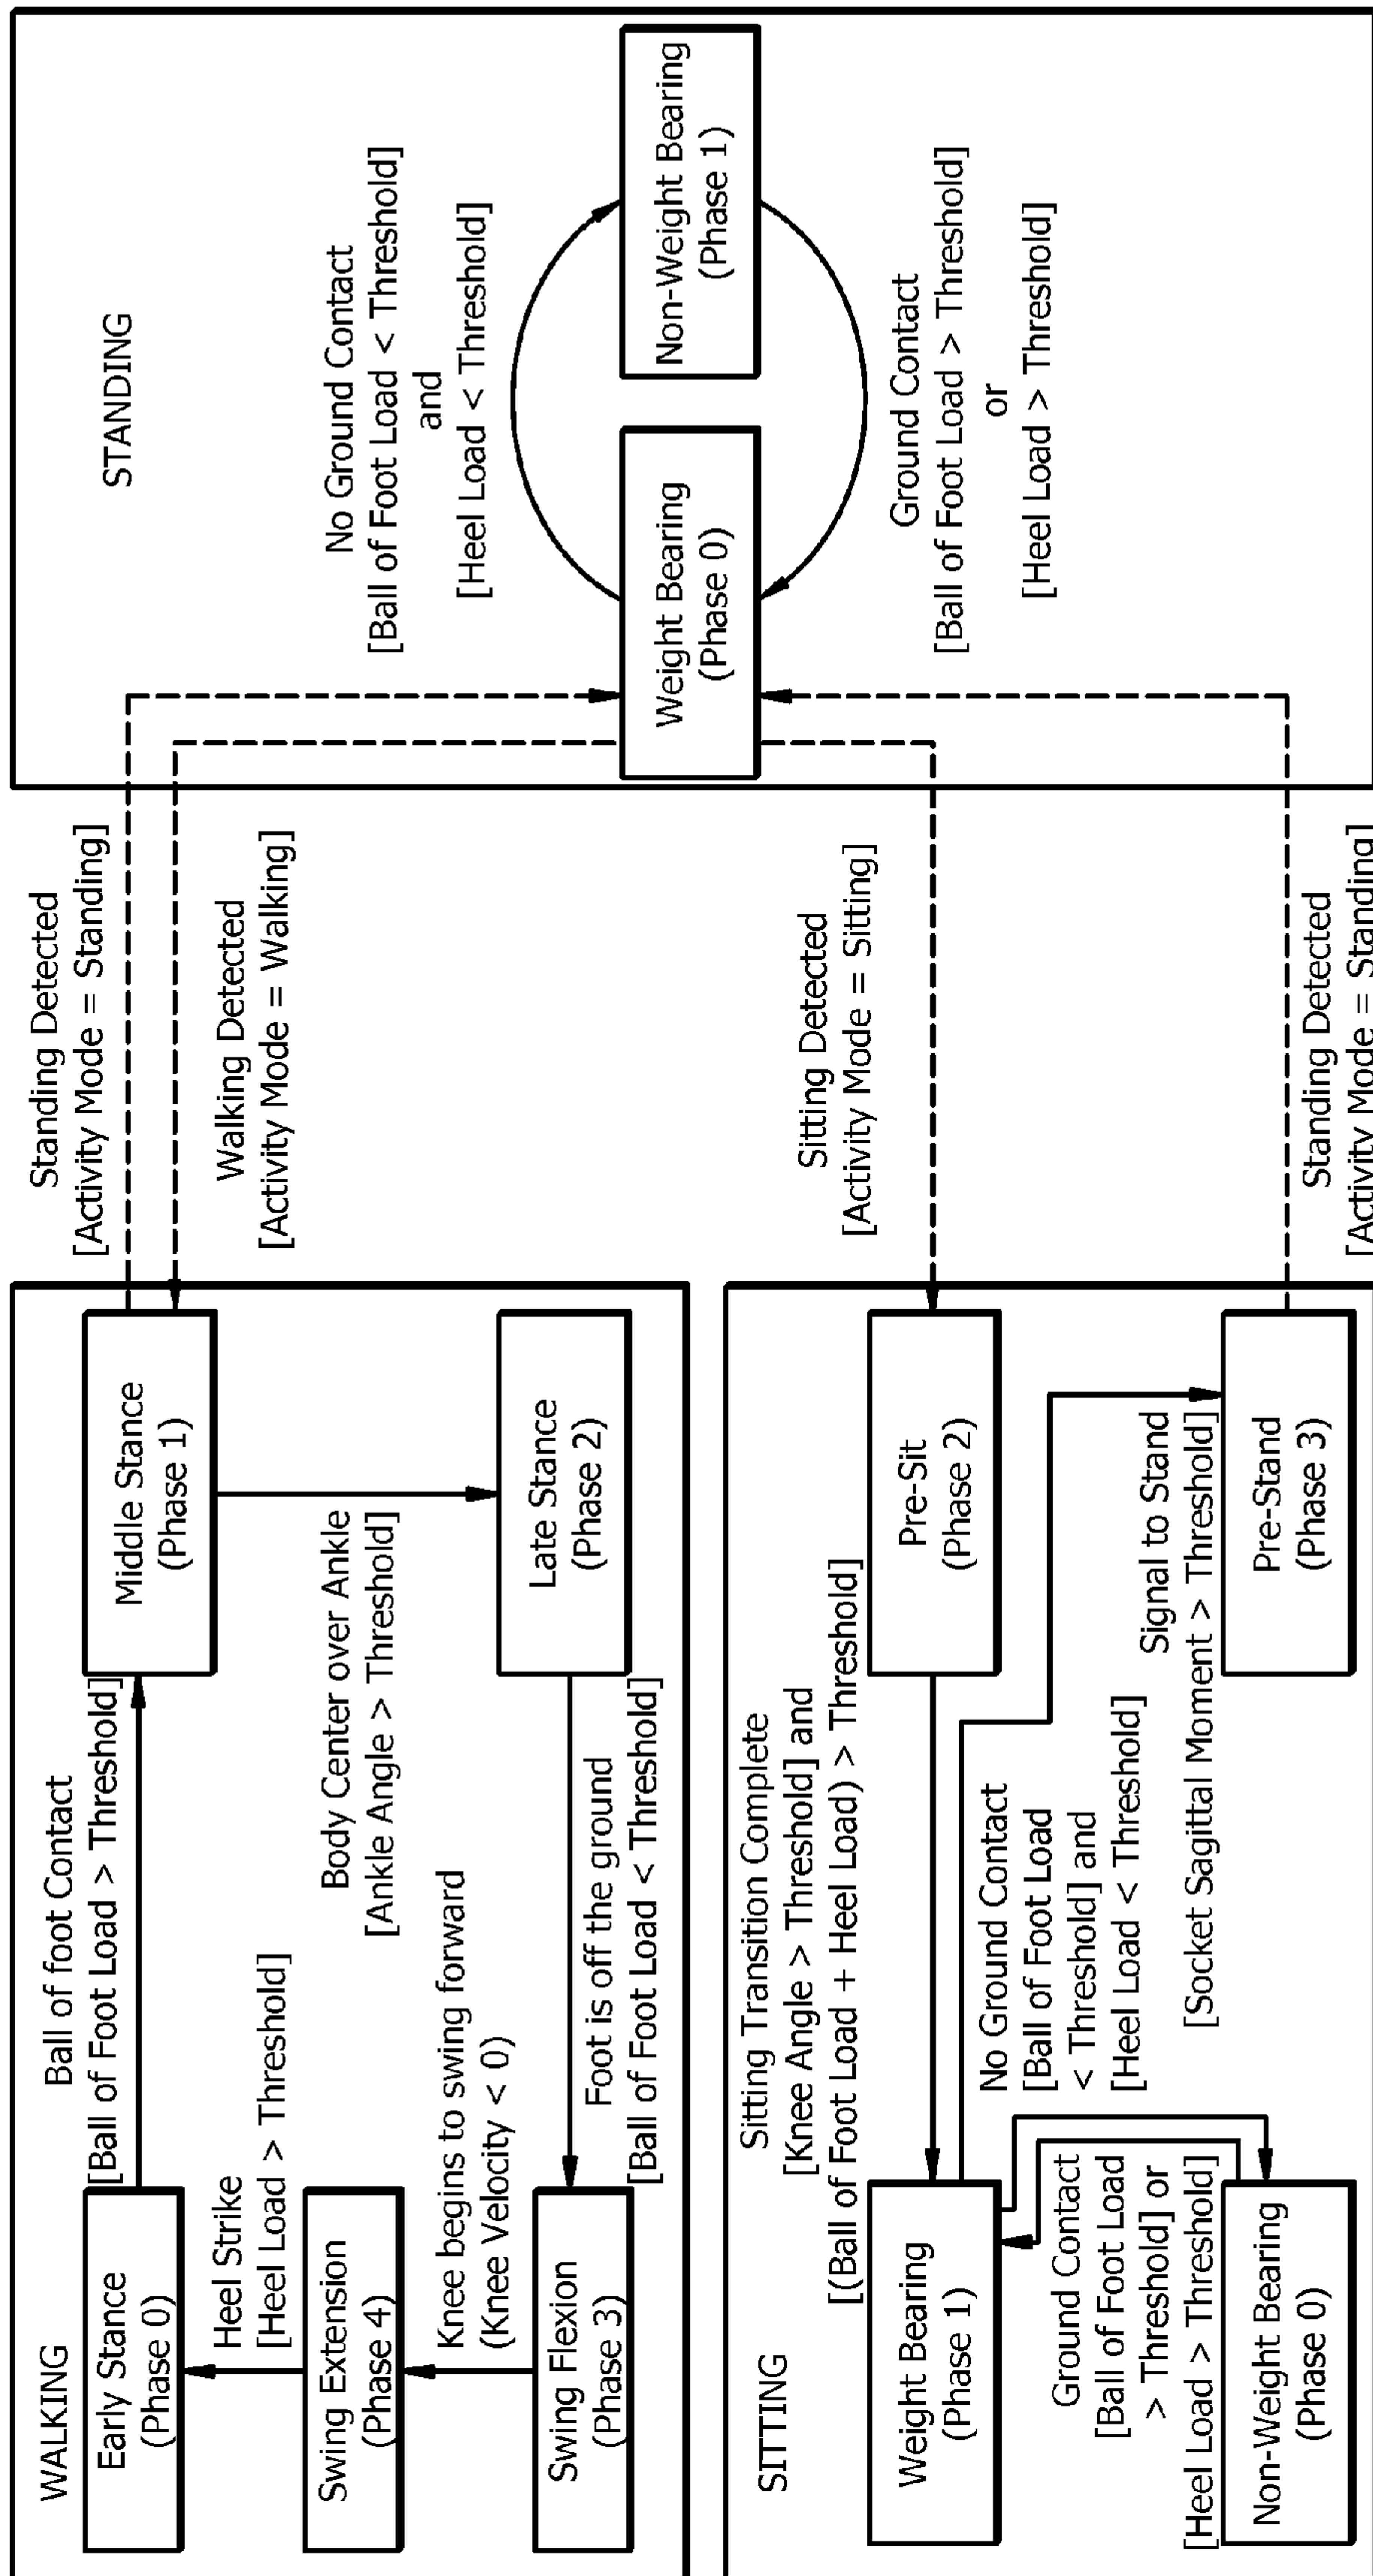 WALKING
Early Stance
(Phase 0)
Ball of foot Contact
[Ball of Foot Load > Threshold]
Middle Stance
(Phase 1)
Heel Strike
[Heel Load > Threshold]
Swing Extension
(Phase 4)
Body Center over Ankle
[Ankle Angle > Threshold]
Knee begins to swing forward
(Knee Velocity < 0)
Swing Flexion
(Phase 3)
Foot is off the ground
[Ball of Foot Load < Threshold]
Late Stance
(Phase 2)
Standing Detected
[Activity Mode = Standing]
Walking Detected
[Activity Mode = Walking]
SITTING
Sitting Transition Complete
[Knee Angle > Threshold] and
[(Ball of Foot Load + Heel Load) > Threshold]
Weight Bearing
(Phase 1)
Pre-Sit
(Phase 2)
No Ground Contact
[Ball of Foot Load
< Threshold] and
[Heel Load < Threshold]
Ground Contact
[Ball of Foot Load
> Threshold] or
[Heel Load > Threshold]
Signal to Stand
[Socket Sagittal Moment > Threshold]
Non-Weight Bearing
(Phase 0)
Pre-Stand
(Phase 3)
Sitting Detected
[Activity Mode = Sitting]
Standing Detected
[Activity Mode = Standing]
STANDING
No Ground Contact
[Ball of Foot Load < Threshold]
and
[Heel Load < Threshold]
Weight Bearing
(Phase 0)
Non-Weight Bearing
(Phase 1)
Ground Contact
[Ball of Foot Load > Threshold]
or
[Heel Load > Threshold]